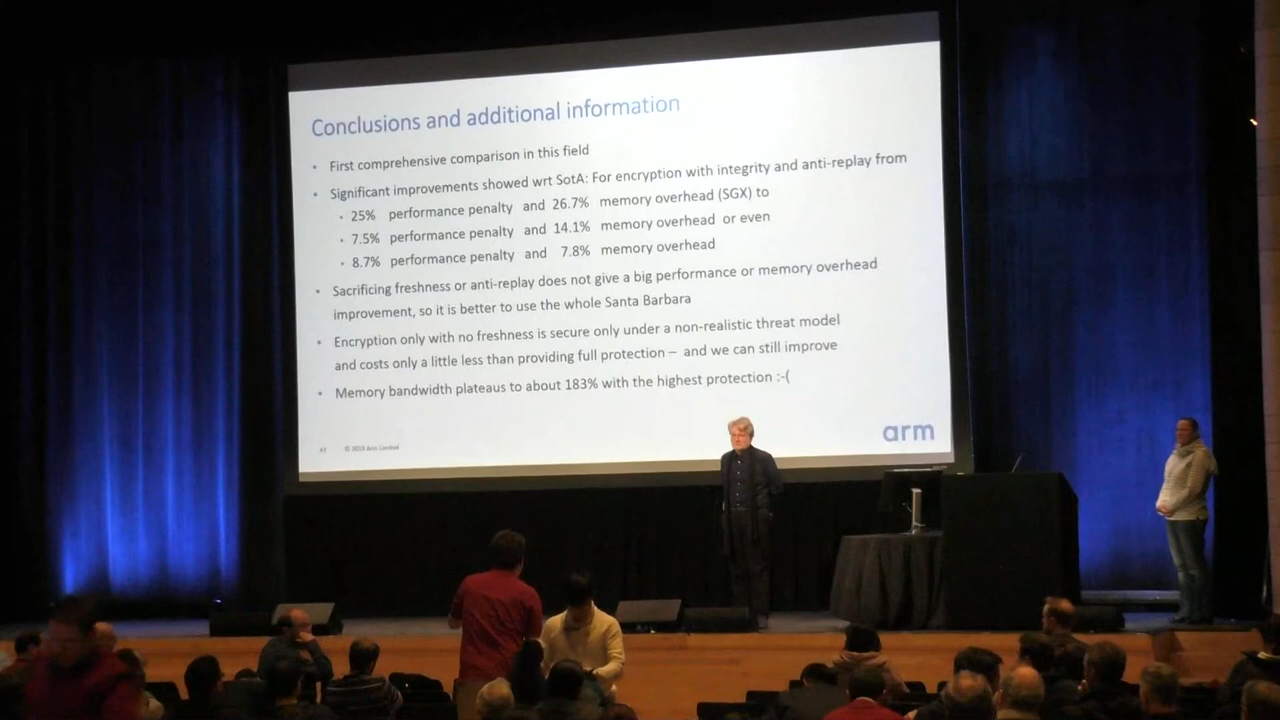 Conclusions and additional information
• First comprehensive comparison in this field
• Significant improvements showed wrt SotA: For encryption with integrity and anti-replay from
• 25% performance penalty and 26.7% memory overhead (SGX) to
• 7.5% performance penalty and 14.1% memory overhead or even
• 8.7% performance penalty and 7.8% memory overhead
• Sacrificing freshness or anti-replay does not give a big performance or memory overhead
improvement, so it is better to use the whole Santa Barbara
• Encryption only with no freshness is secure only under a non-realistic threat model
and costs only a little less than providing full protection – and we can still improve
• Memory bandwidth plateaus to about 183% with the highest protection :-(
© 2019 Arm Limited
arm